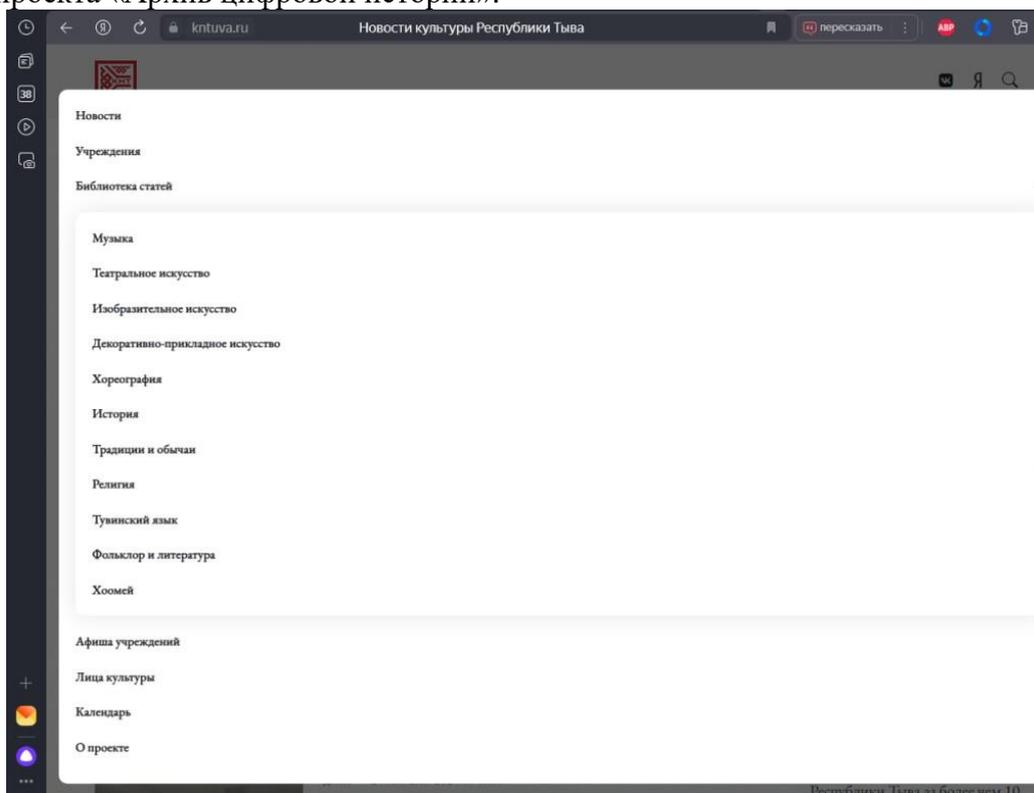 проекта «Архив цифровой истории».
kntuva.ru
Новости культуры Республики Тыва
пересказать
ABP
38
Я
Новости
Учреждения
Библиотека статей
Музыка
Театральное искусство
Изобразительное искусство
Декоративно-прикладное искусство
Хореография
История
Традиции и обычаи
Религия
Тувинский язык
Фольклор и литература
Хоомей
Афиша учреждений
Лица культуры
Календарь
О проекте
Республики Тыва за более чем 10